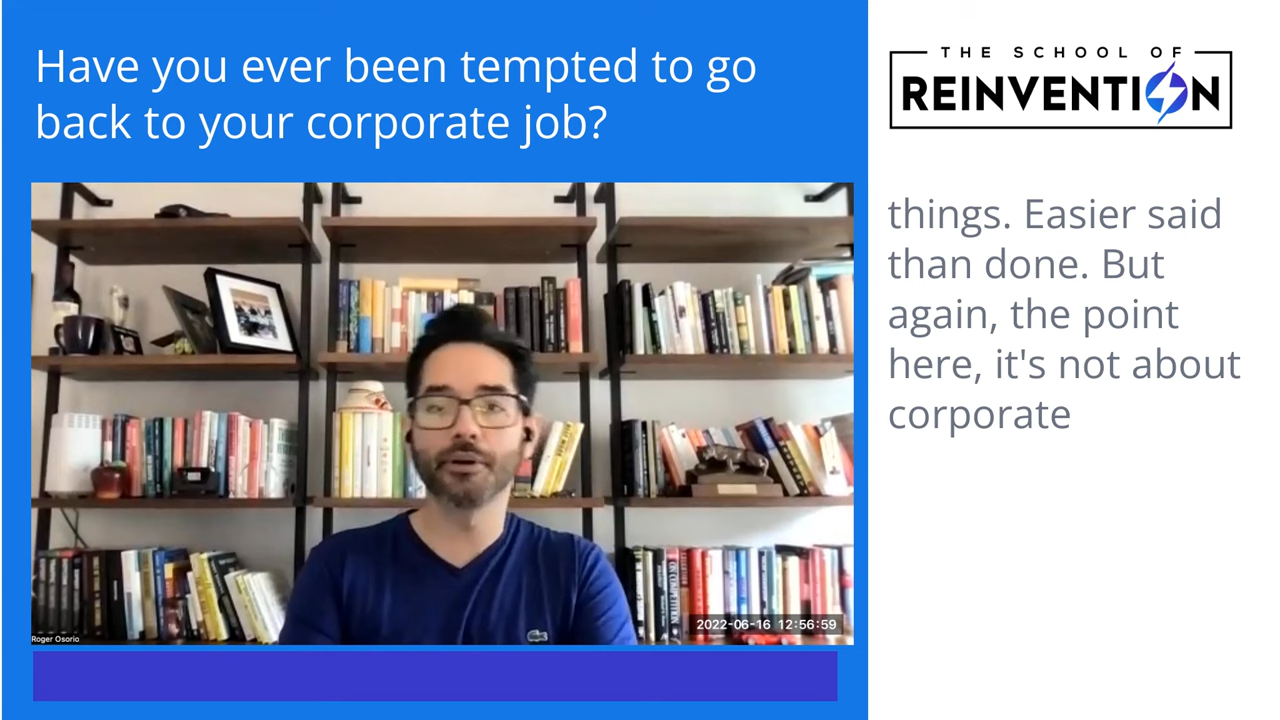 Have you ever been tempted to go
back to your corporate job?
THE SCHOOL OF
REINVENTION
things. Easier said
than done. But
again, the point
here, it's not about
corporate
ON COMPETITION
2022-06-16 12:56:59
Roger Osorio